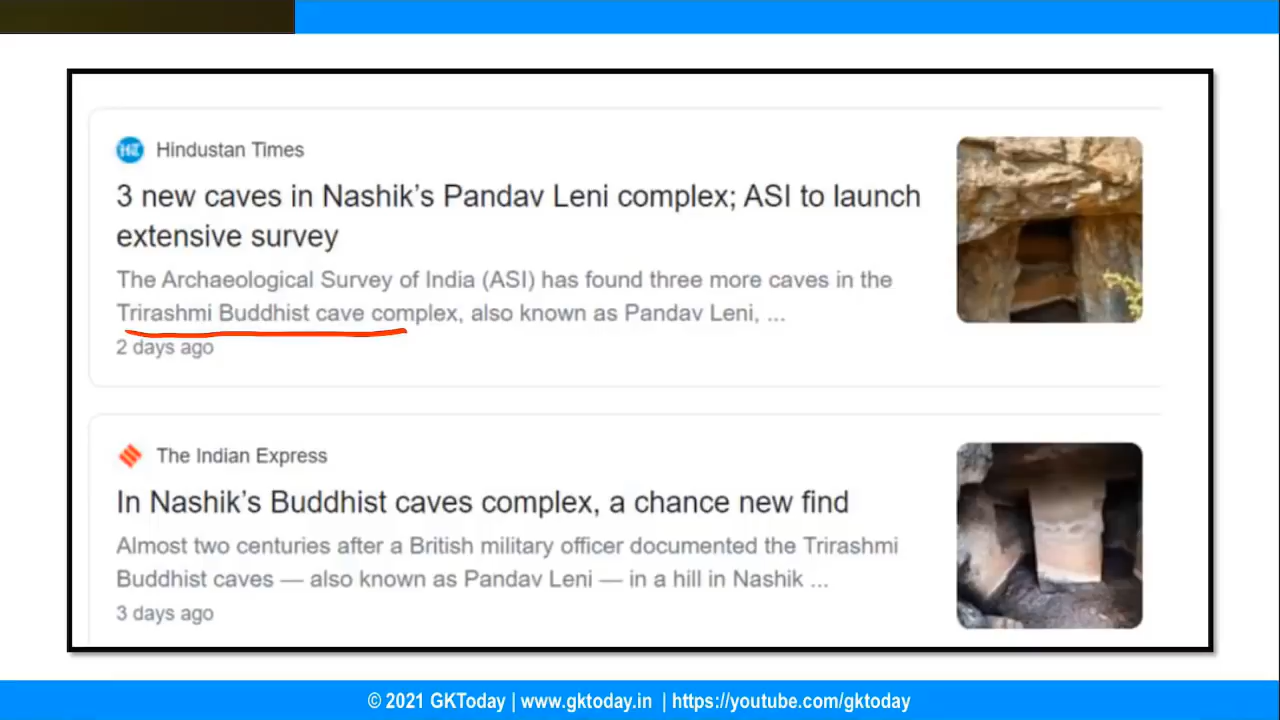 Hindustan Times
3 new caves in Nashik's Pandav Leni complex; ASI to launch
extensive survey
The Archaeological Survey of India (ASI) has found three more caves in the
Trirashmi Buddhist cave complex, also known as Pandav Leni, ...
2 days ago
The Indian Express
In Nashik's Buddhist caves complex, a chance new find
Almost two centuries after a British military officer documented the Trirashmi
Buddhist caves — also known as Pandav Leni — in a hill in Nashik ...
3 days ago
© 2021 GKToday | www.gktoday.in | https://youtube.com/gktoday